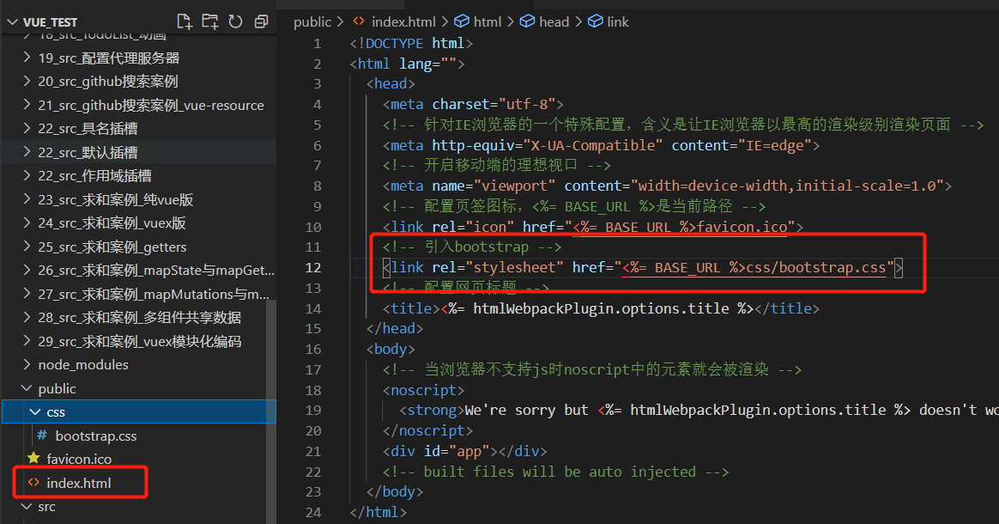 VUE_TEST
18_src_TodoList_动画
19_src_配置代理服务器
20_src_github搜索案例
21_src_github搜索案例_vue-resource
22_src_具名插槽
22_src_默认插槽
22_src_作用域插槽
23_src_求和案例_纯vue版
24_src_求和案例_vuex版
25_src_求和案例_getters
26_src_求和案例_mapState与mapGet...
27_src_求和案例_mapMutations与m...
28_src_求和案例_多组件共享数据
29_src_求和案例_vuex模块化编码
node_modules
public
css
# bootstrap.css
favicon.ico
<> index.html
src
public > <> index.html > html > head > link
1 <!DOCTYPE html>
2 <html lang="">
3 <head>
4 <meta charset="utf-8">
5 <!-- 针对IE浏览器的一个特殊配置，含义是让IE浏览器以最高的渲染级别渲染页面 -->
6 <meta http-equiv="X-UA-Compatible" content="IE=edge">
7 <!-- 开启移动端的理想视口 -->
8 <meta name="viewport" content="width=device-width,initial-scale=1.0">
9 <!-- 配置页签图标，<%= BASE_URL %>是当前路径 -->
10 <link rel="icon" href="<%= BASE_URL %>favicon.ico">
11 <!-- 引入bootstrap -->
12 <link rel="stylesheet" href="<%= BASE_URL %>css/bootstrap.css">
13 <!-- 配置网页标题 -->
14 <title><%= htmlWebpackPlugin.options.title %></title>
15 </head>
16 <body>
17 <!-- 当浏览器不支持js时noscript中的元素就会被渲染 -->
18 <noscript>
19 <strong>We're sorry but <%= htmlWebpackPlugin.options.title %> doesn't wo
20 </noscript>
21 <div id="app"></div>
22 <!-- built files will be auto injected -->
23 </body>
24 </html>